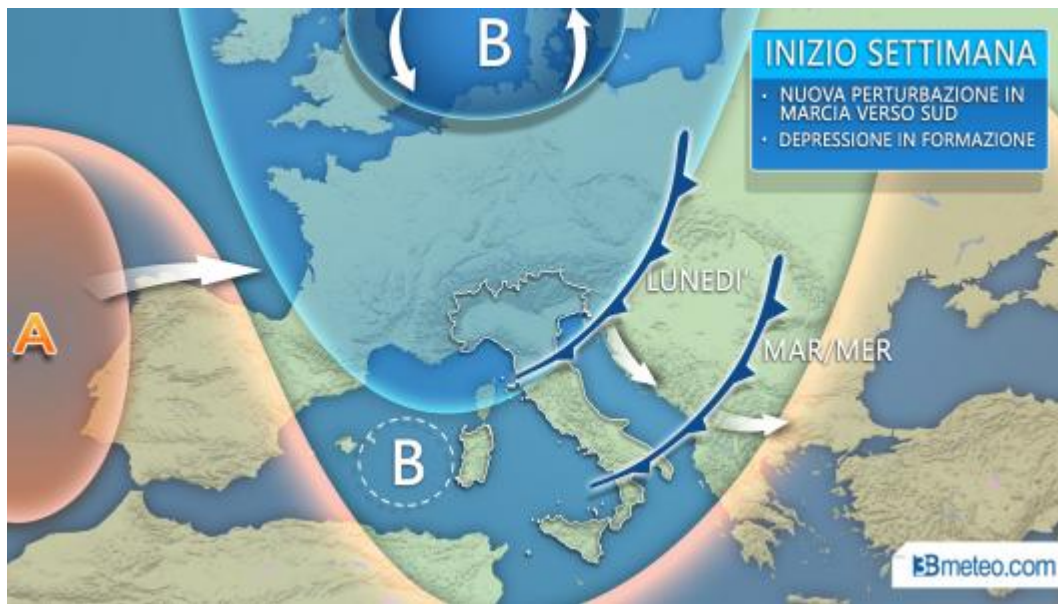 B
INIZIO SETTIMANA
• NUOVA PERTURBAZIONE IN
MARCIA VERSO SUD
• DEPRESSIONE IN FORMAZIONE
LUNEDI'
A
MAR/MER
B
3Bmeteo.com